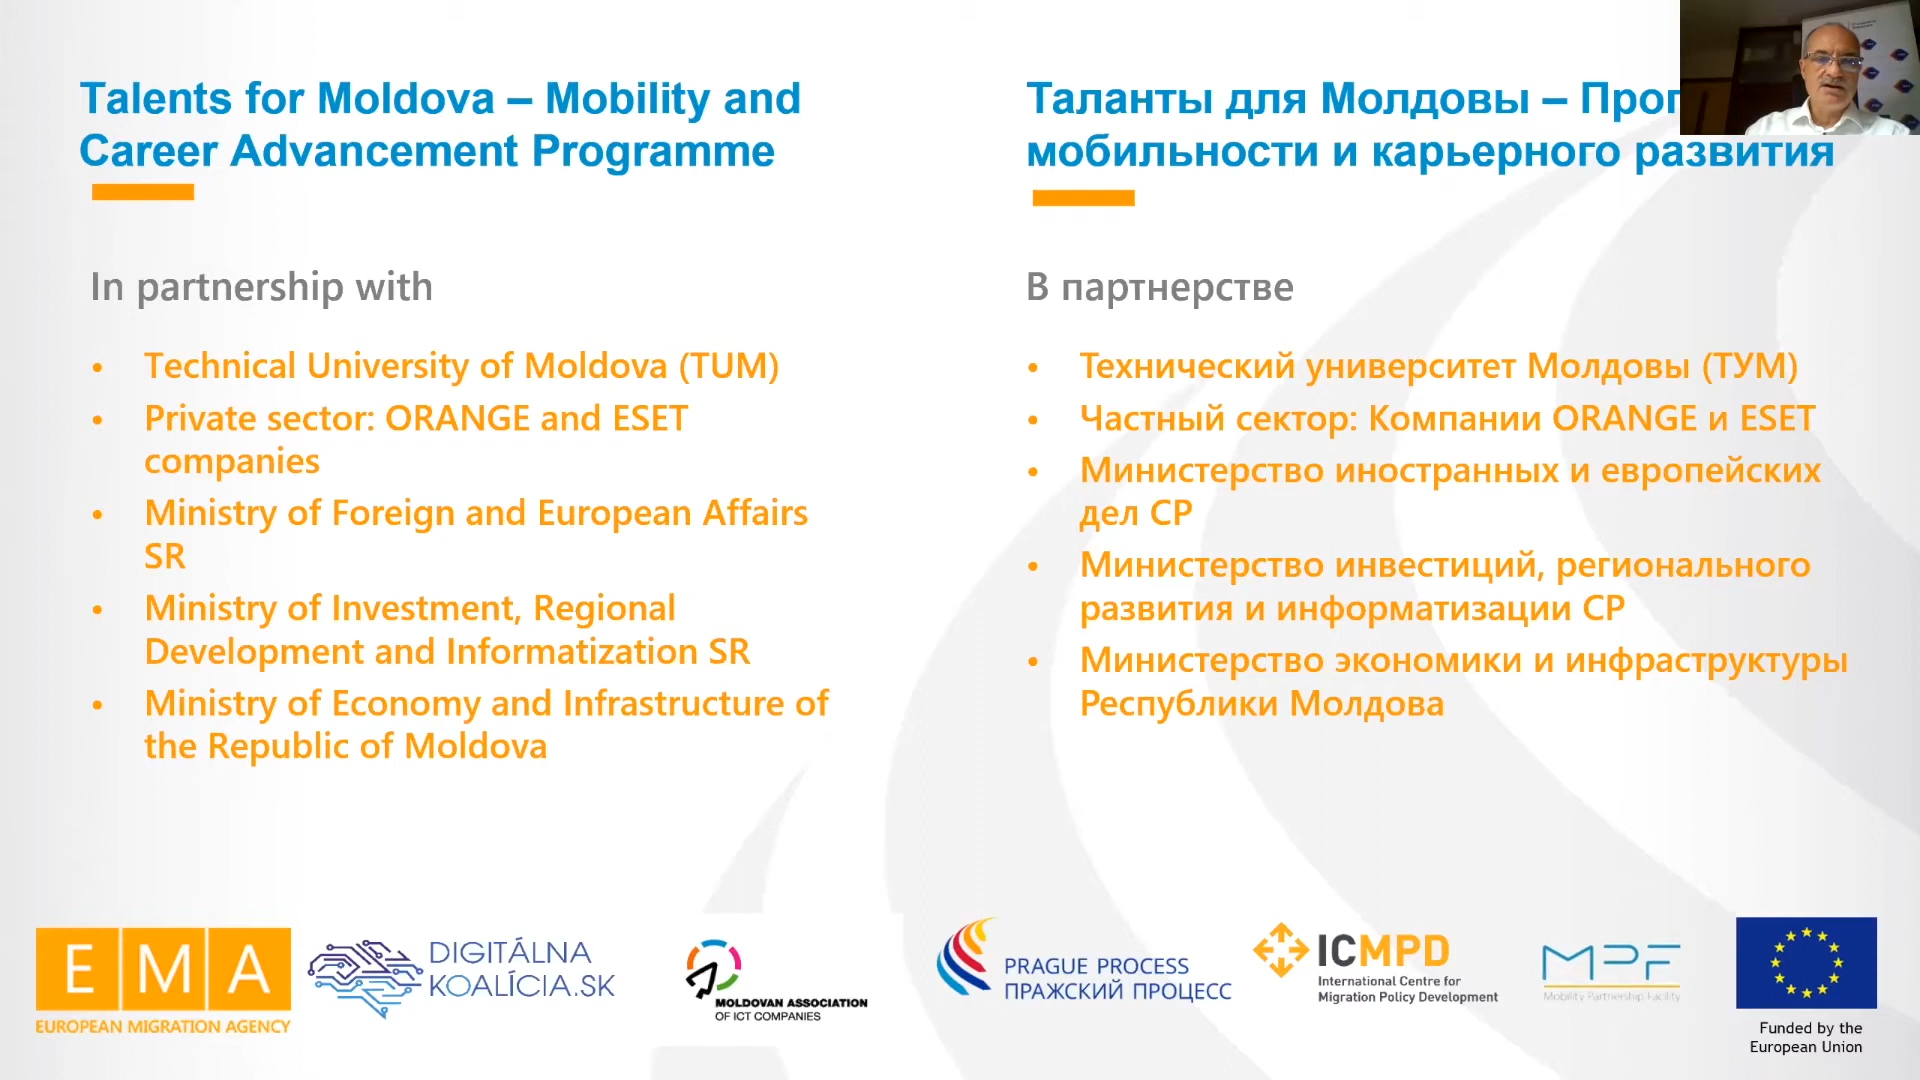 Talents for Moldova – Mobility and
Career Advancement Programme
In partnership with
• Technical University of Moldova (TUM)
• Private sector: ORANGE and ESET
companies
• Ministry of Foreign and European Affairs
SR
• Ministry of Investment, Regional
Development and Informatization SR
• Ministry of Economy and Infrastructure of
the Republic of Moldova
Таланты для Молдовы –
мобильности и карьерного развития
В партнерстве
• Технический университет Молдовы (ТУМ)
• Частный сектор: Компании ORANGE и ESET
• Министерство иностранных и европейских
дел СР
• Министерство инвестиций, регионального
развития и информатизации СР
• Министерство экономики и инфраструктуры
Республики Молдова
EMA
EUROPEAN MIGRATION AGENCY
DIGITÁLNA
KOALÍCIA.SK
MOLDOVAN ASSOCIATION
OF ICT COMPANIES
PRAGUE PROCESS
ПРАЖСКИЙ ПРОЦЕСС
ICMPD
International Centre for
Migration Policy Development
MPF
Mobility Partnership Facility
Funded by the
European Union